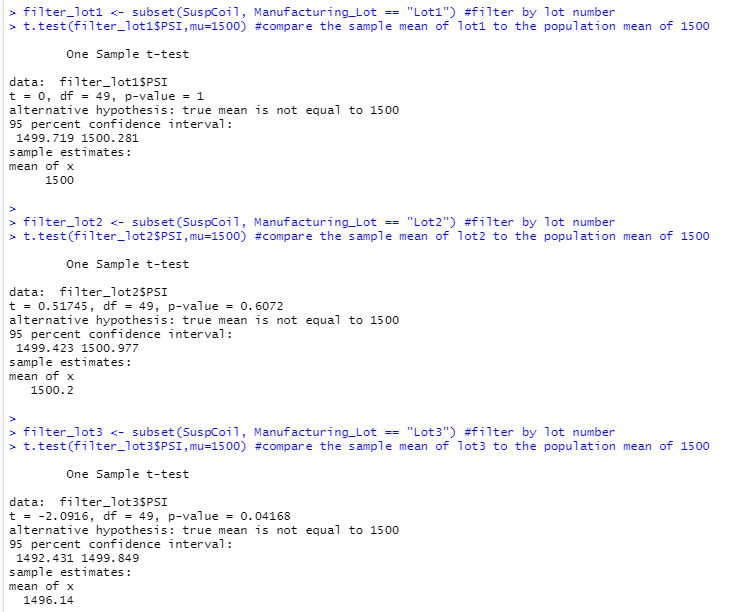 > filter_lot1 <- subset(SuspCoil, Manufacturing_Lot == "Lot1") #filter by lot number
> t.test(filter_lot1$PSI,mu=1500) #compare the sample mean of lot1 to the population mean of 1500
One Sample t-test
data:  filter_lot1$PSI
t = 0, df = 49, p-value = 1
alternative hypothesis: true mean is not equal to 1500
95 percent confidence interval:
1499.719 1500.281
sample estimates:
mean of x
1500
>
> filter_lot2 <- subset(SuspCoil, Manufacturing_Lot == "Lot2") #filter by lot number
> t.test(filter_lot2$PSI,mu=1500) #compare the sample mean of lot2 to the population mean of 1500
One Sample t-test
data:  filter_lot2$PSI
t = 0.51745, df = 49, p-value = 0.6072
alternative hypothesis: true mean is not equal to 1500
95 percent confidence interval:
1499.423 1500.977
sample estimates:
mean of x
1500.2
>
> filter_lot3 <- subset(SuspCoil, Manufacturing_Lot == "Lot3") #filter by lot number
> t.test(filter_lot3$PSI,mu=1500) #compare the sample mean of lot3 to the population mean of 1500
One Sample t-test
data:  filter_lot3$PSI
t = -2.0916, df = 49, p-value = 0.04168
alternative hypothesis: true mean is not equal to 1500
95 percent confidence interval:
1492.431 1499.849
sample estimates:
mean of x
1496.14